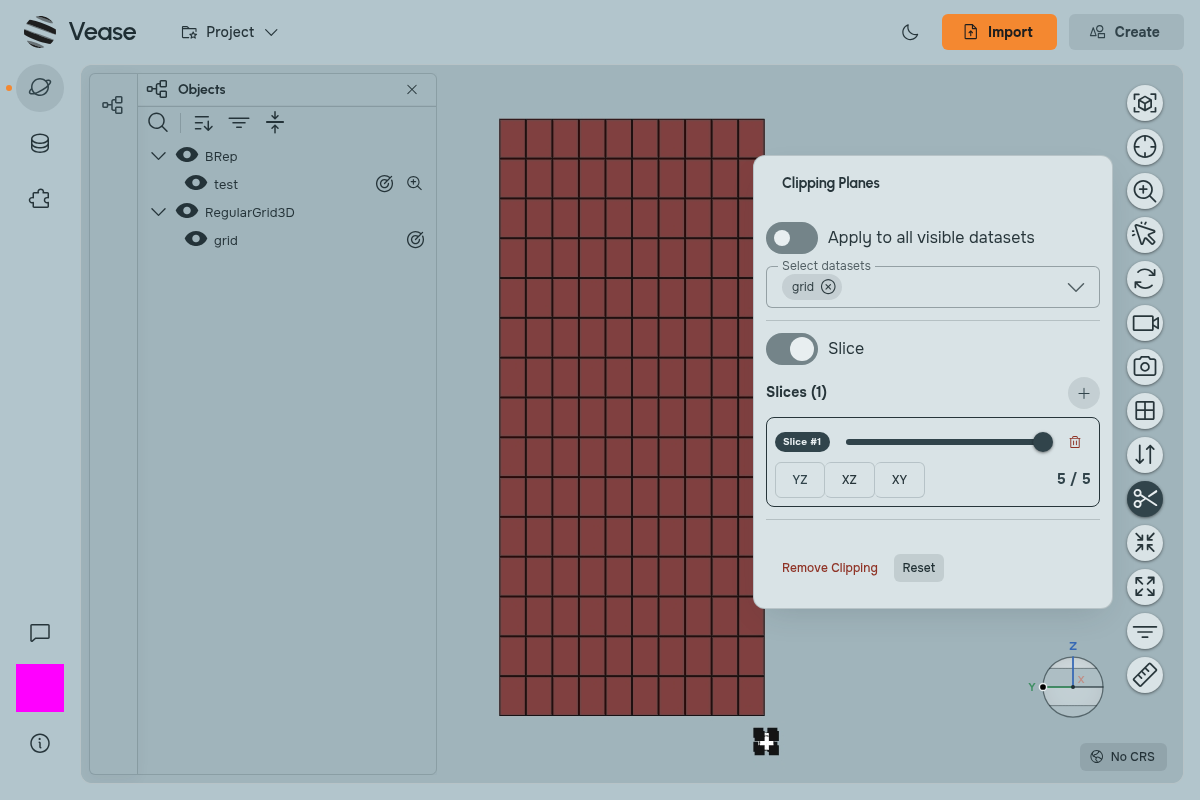 Vease
Project
Import
Create
Objects
BRep
test
RegularGrid3D
grid
Clipping Planes
Apply to all visible datasets
Select datasets
grid
Slice
Slices (1)
Slice #1
YZ
XZ
XY
5 / 5
Remove Clipping
Reset
Z
Y
X
No CRS